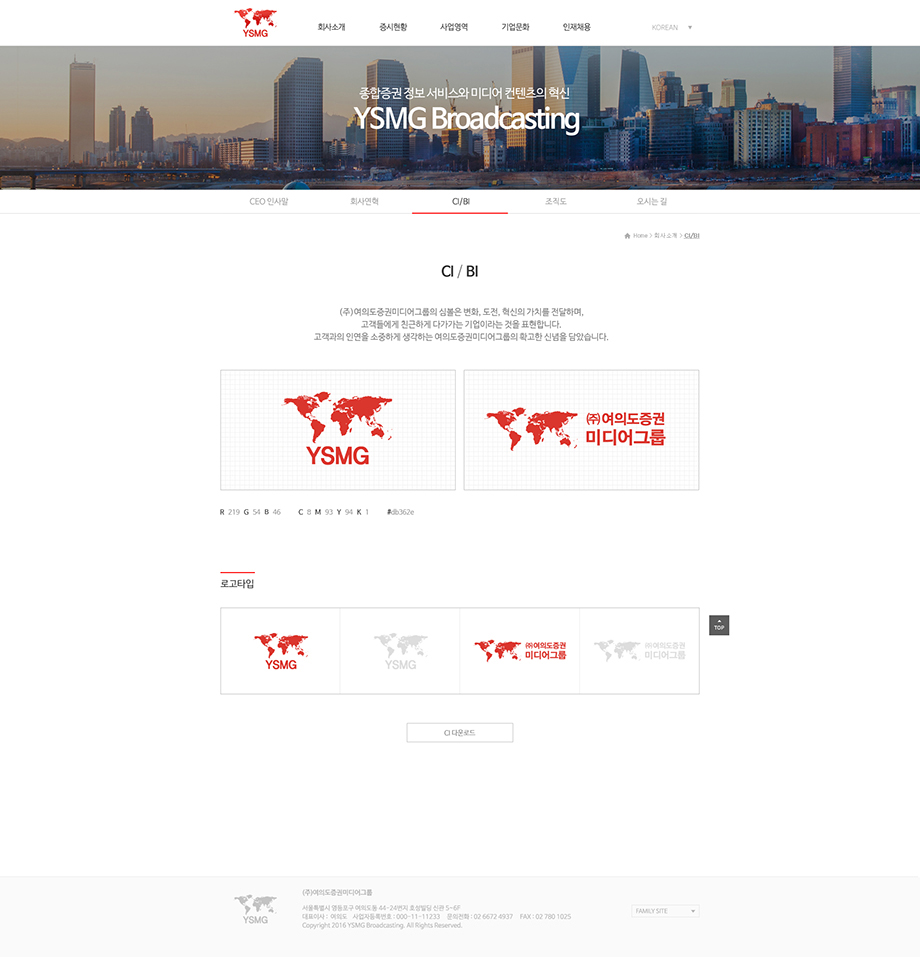 YSMG
회사소개 증시현황 사업영역 기업문화 인재채용 KOREAN
종합증권 정보 서비스와 미디어 컨텐츠의 혁신
YSMG Broadcasting
CEO 인사말 회사연혁 CI/BI 조직도 오시는 길
Home > 회사소개 > CI/BI
CI / BI
(주)여의도증권미디어그룹의 심볼은 변화, 도전, 혁신의 가치를 전달하며,
고객들에게 친근하게 다가가는 기업이라는 것을 표현합니다.
고객과의 인연을 소중하게 생각하는 여의도증권미디어그룹의 확고한 신념을 담았습니다.
YSMG
㈜여의도증권
미디어그룹
R 219 G 54 B 46 C 8 M 93 Y 94 K 1 #db362e
로고타입
TOP
YSMG
YSMG
㈜여의도증권
미디어그룹
㈜여의도증권
미디어그룹
CI 다운로드
YSMG
(주)여의도증권미디어그룹
서울특별시 영등포구 여의도동 44-24번지 호성빌딩 신관 5~6F
대표이사 : 여의도 사업자등록번호 : 000-11-11233 문의전화 : 02 6672 4937 FAX : 02 780 1025
Copyright 2016 YSMG Broadcasting. All Rights Reserved.
FAMILY SITE